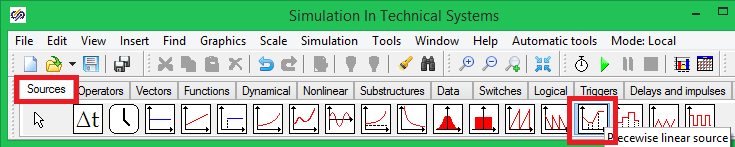 Simulation In Technical Systems
File Edit View Insert Find Graphics Scale Simulation Tools Window Help Automatic tools Mode: Local
Sources Operators Vectors Functions Dynamical Nonlinear Substructures Data Switches Logical Triggers Delays and impulses
Δt
Piecewise linear source